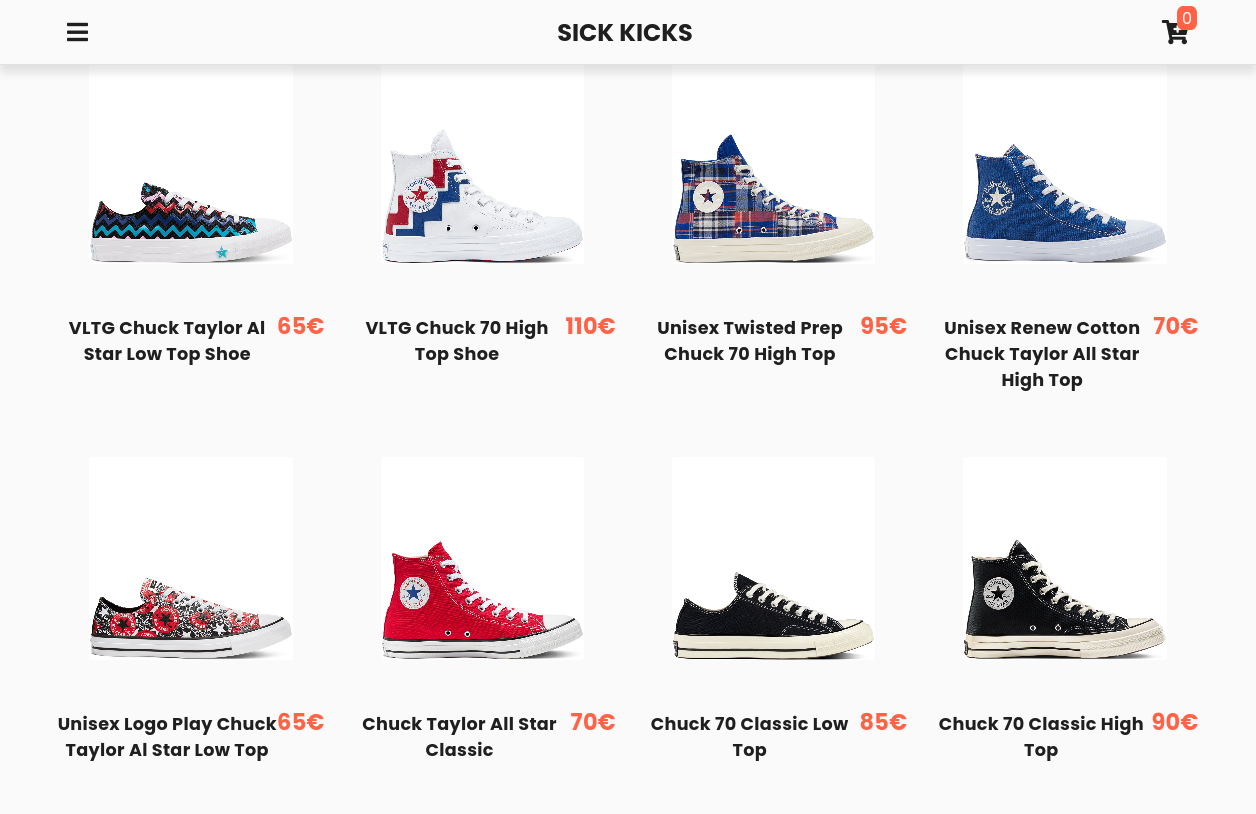 SICK KICKS
0
VLTG Chuck Taylor Al
Star Low Top Shoe
65€
VLTG Chuck 70 High
Top Shoe
110€
Unisex Twisted Prep
Chuck 70 High Top
95€
Unisex Renew Cotton
Chuck Taylor All Star
High Top
70€
Unisex Logo Play Chuck
Taylor Al Star Low Top
65€
Chuck Taylor All Star
Classic
70€
Chuck 70 Classic Low
Top
85€
Chuck 70 Classic High
Top
90€